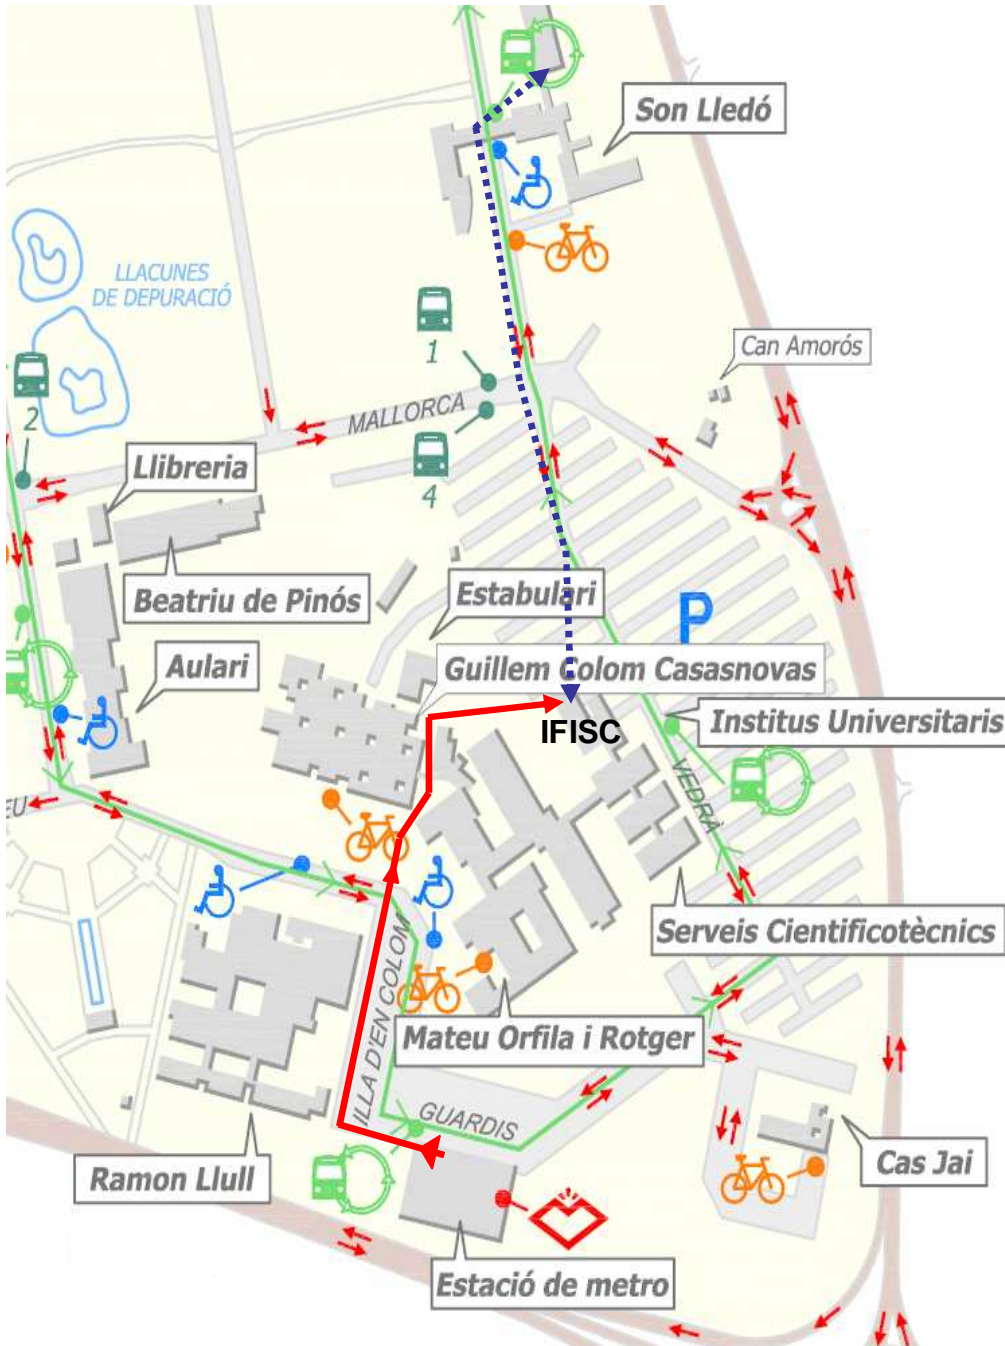 Son Lledó
LLACUNES
DE DEPURACIÓ
1
Can Amorós
2
MALLORCA
4
Llibreria
Beatriu de Pinós
Estabulari
P
Aulari
Guillem Colom Casasnovas
IFISC
Institus Universitaris
VEDRÀ
EU
Serveis Cientificotècnics
ILLA D'EN COLOM
Mateu Orfila i Rotger
GUARDIS
Ramon Llull
Cas Jai
Estació de metro